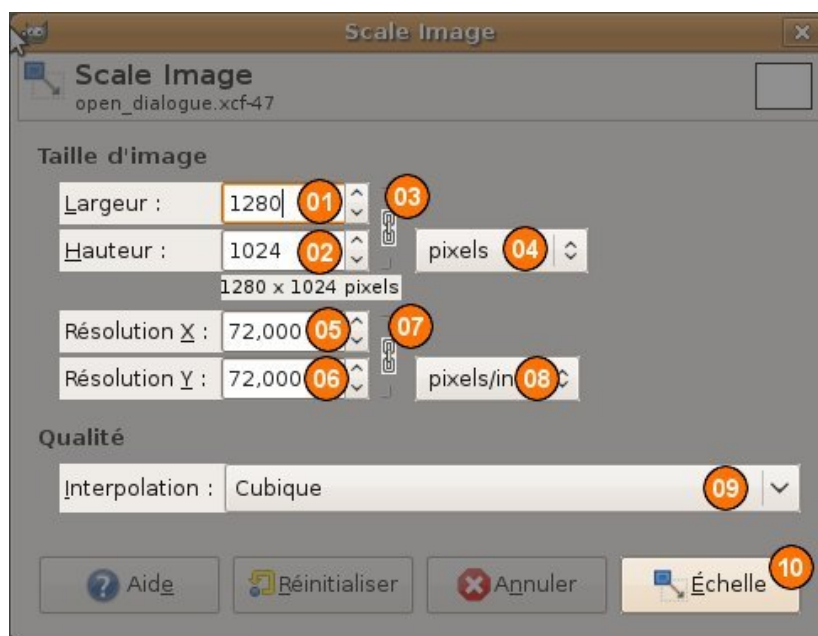 Scale Image
Scale Image
open_dialogue.xcf-47
Taille d'image
Largeur : 1280 01 03
Hauteur : 1024 02 pixels 04
1280 x 1024 pixels
Résolution X : 72,000 05 07
Résolution Y : 72,000 06 pixels/in 08
Qualité
Interpolation : Cubique 09
Aide Réinitialiser Annuler Échelle 10